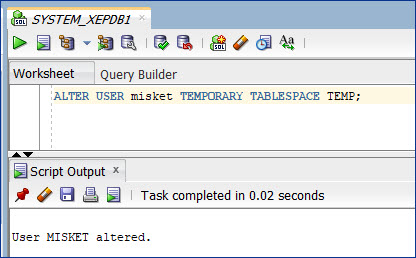 SYSTEM_XEPDB1
SQL
Worksheet Query Builder
ALTER USER misket TEMPORARY TABLESPACE TEMP;
Script Output x
Task completed in 0.02 seconds
User MISKET altered.